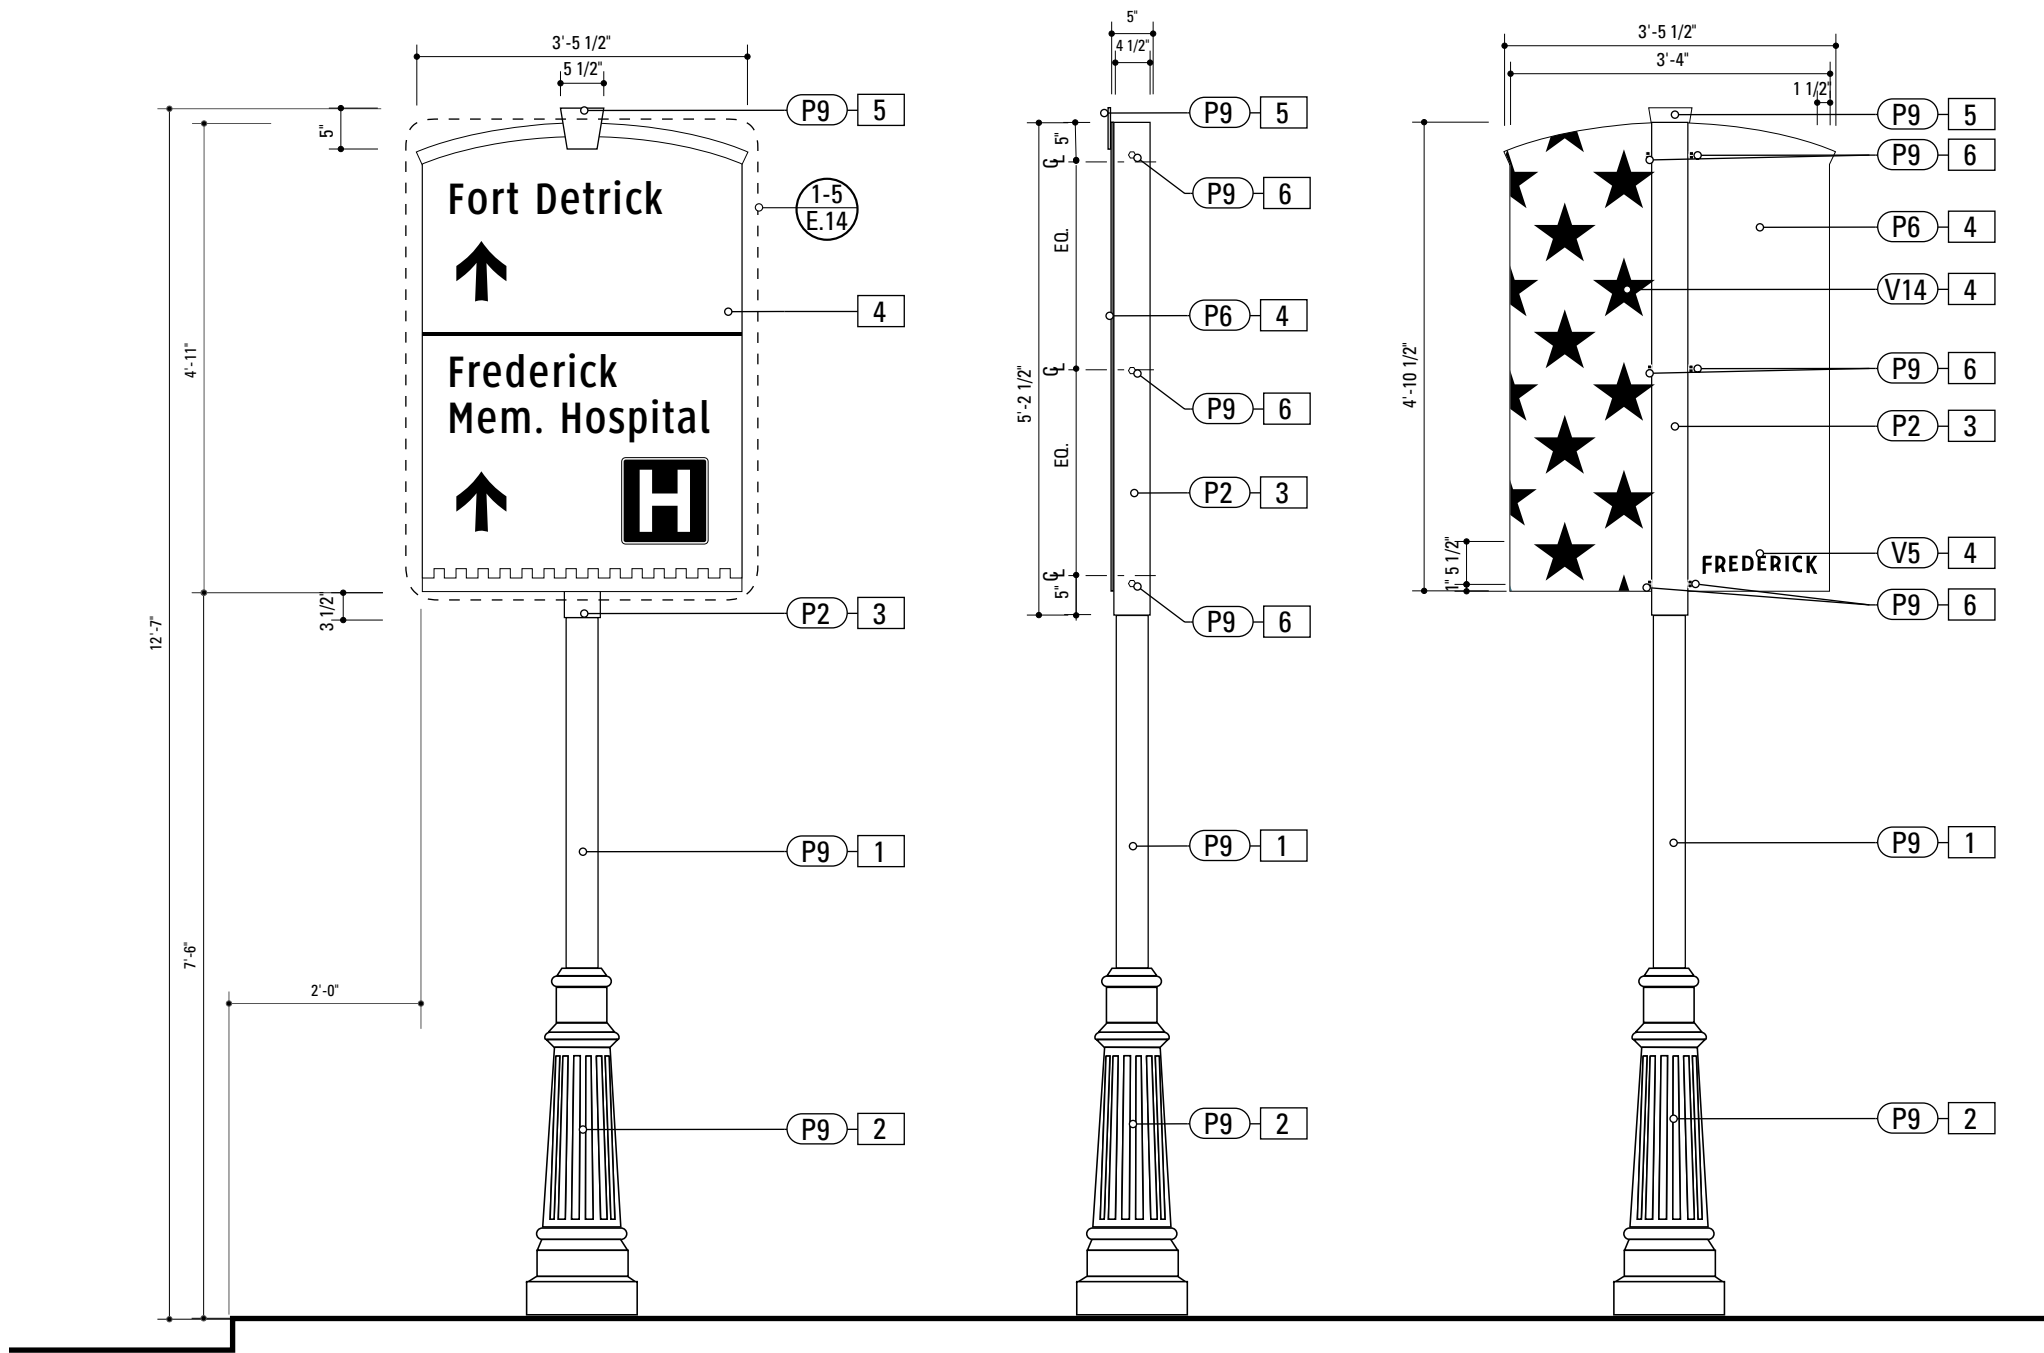 3'-5 1/2"
5 1/2"
P9 5
5"
Fort Detrick
1-5
E.14
4
4'-11"
Frederick
Mem. Hospital
H
3 1/2"
P2 3
12'-7"
P9 1
7'-6"
2'-0"
P9 2
5"
4 1/2"
P9 5
5"
CL
P9 6
EQ.
P6 4
CL
5'-2 1/2"
P9 6
EQ.
P2 3
CL
5"
P9 6
P9 1
P9 2
3'-5 1/2"
3'-4"
1 1/2"
P9 5
P9 6
P6 4
V14 4
4'-10 1/2"
P9 6
P2 3
5 1/2"
1"
FREDERICK
V5 4
P9 6
P9 1
P9 2